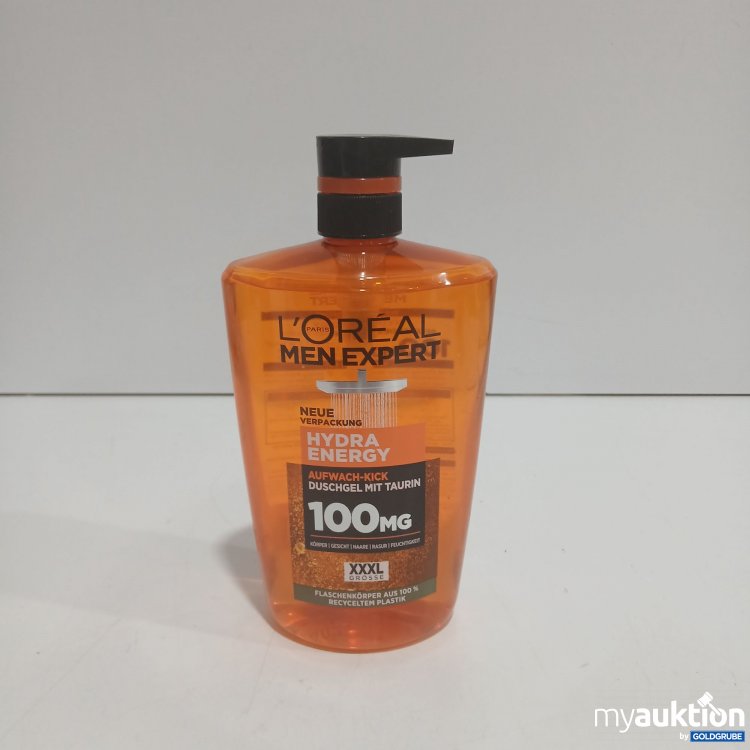 L'ORÉAL
PARIS
MEN EXPERT
NEUE
VERPACKUNG
HYDRA
ENERGY
AUFWACH-KICK
DUSCHGEL MIT TAURIN
100MG
KÖRPER | GESICHT | HAARE | RASUR | FEUCHTIGKEIT
XXXL
GRÖSSE
FLASCHENKÖRPER AUS 100 %
RECYCELTEM PLASTIK
myauktion
by GOLDGRUBE